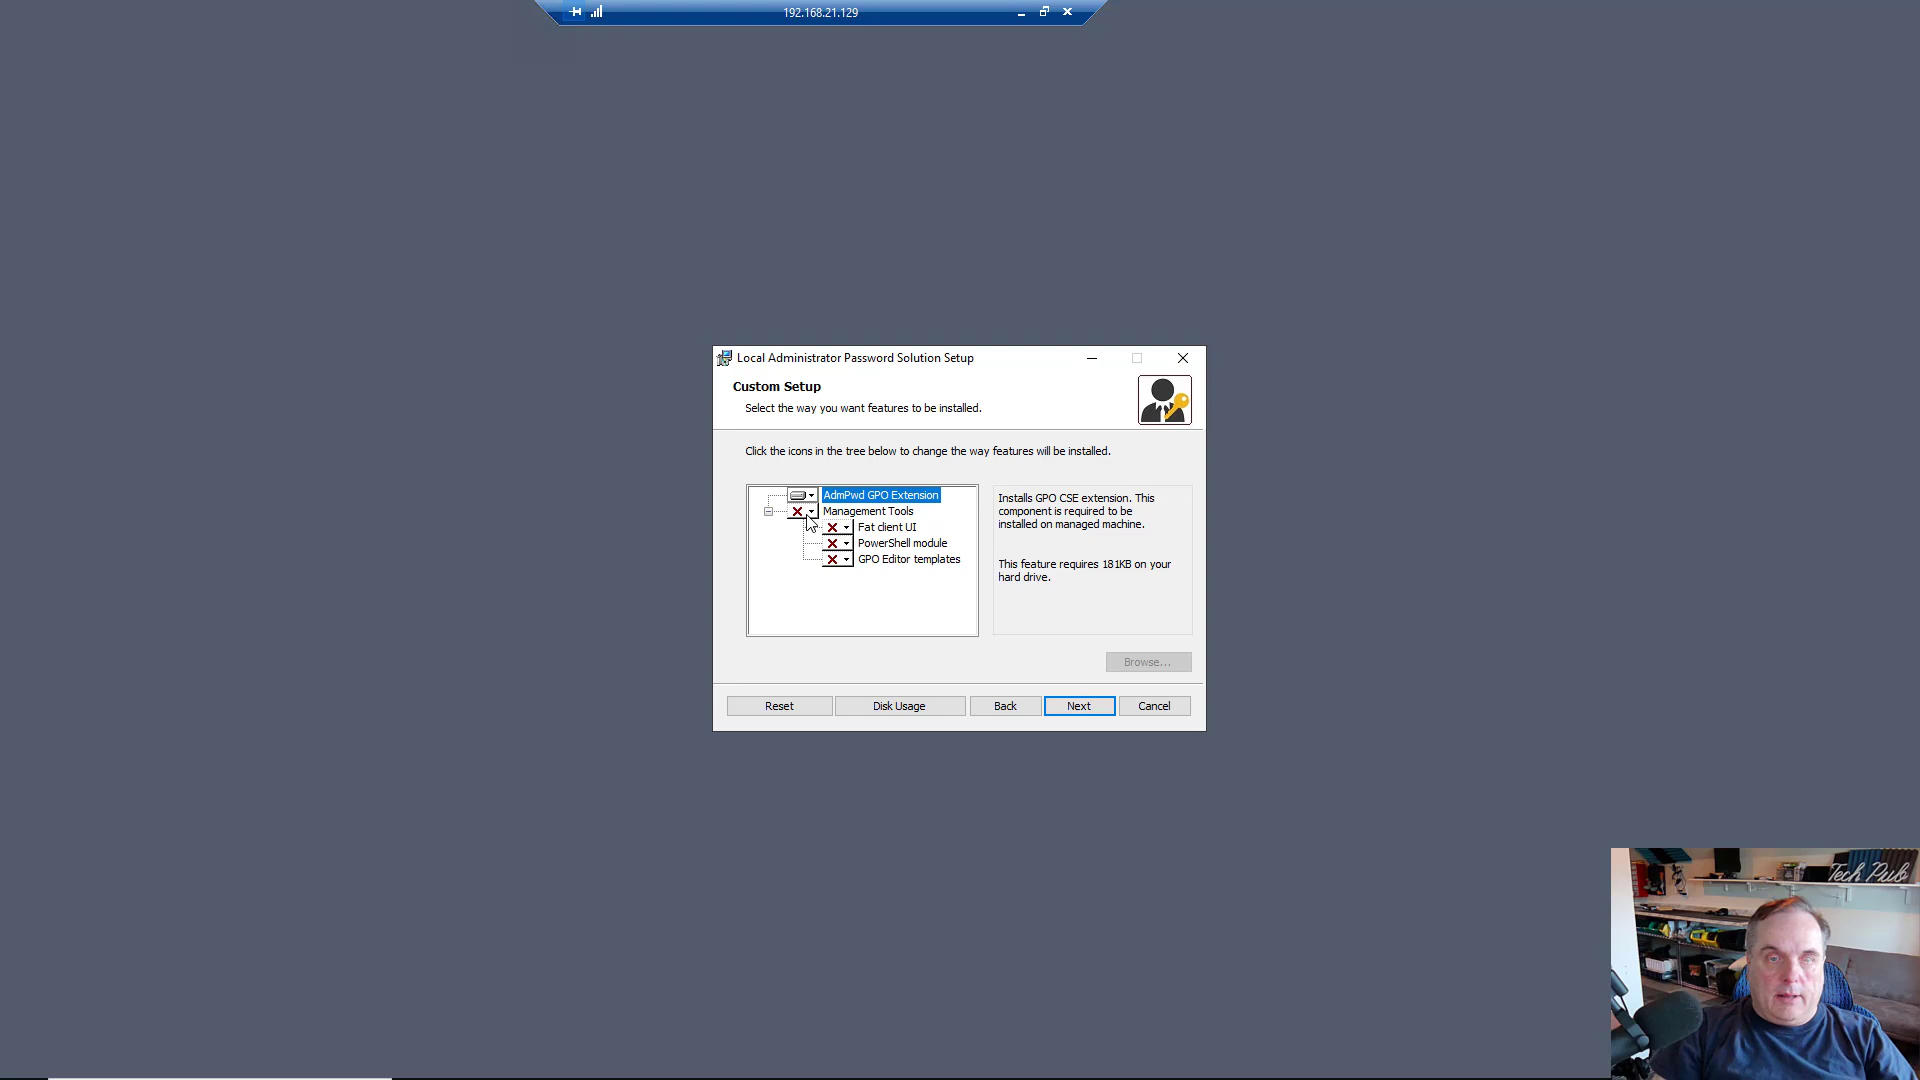 192.168.21.129
Local Administrator Password Solution Setup
Custom Setup
Select the way you want features to be installed.
Click the icons in the tree below to change the way features will be installed.
AdmPwd GPO Extension
Management Tools
Fat client UI
PowerShell module
GPO Editor templates
Installs GPO CSE extension. This
component is required to be
installed on managed machine.
This feature requires 181KB on your
hard drive.
Browse...
Reset
Disk Usage
Back
Next
Cancel
Tech Pub